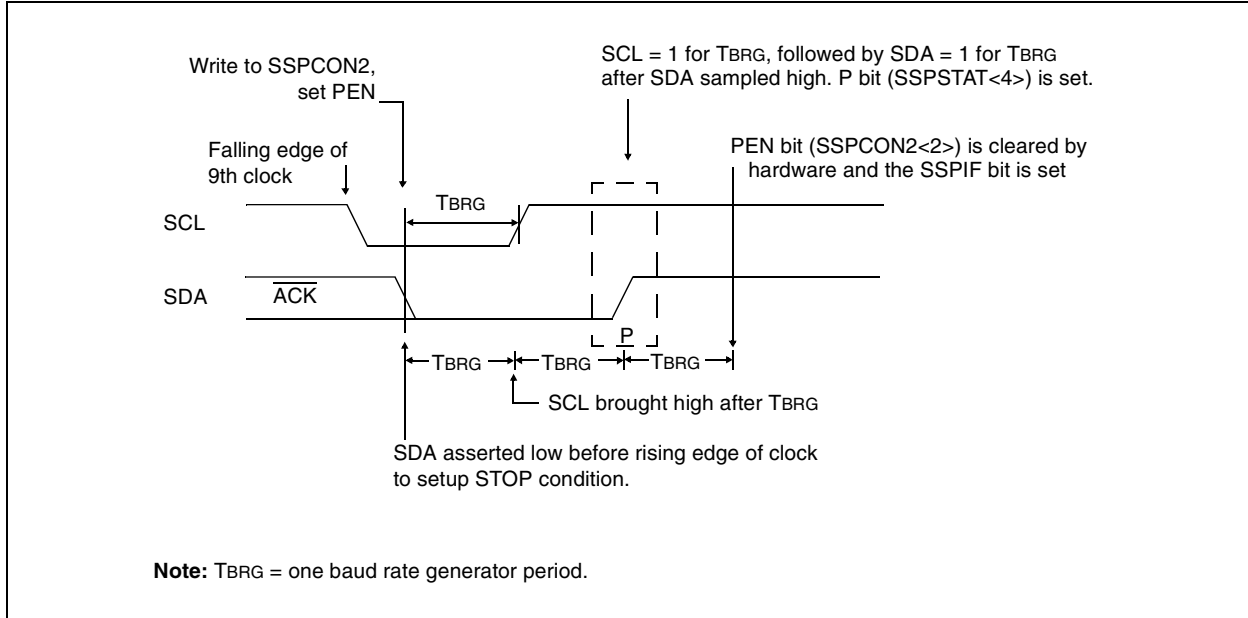 SCL = 1 for TBRG, followed by SDA = 1 for TBRG
after SDA sampled high. P bit (SSPSTAT<4>) is set.
Write to SSPCON2,
set PEN
PEN bit (SSPCON2<2>) is cleared by
hardware and the SSPIF bit is set
Falling edge of
9th clock
TBRG
SCL
SDA
ACK
P
TBRG
TBRG
TBRG
SCL brought high after TBRG
SDA asserted low before rising edge of clock
to setup STOP condition.
Note: TBRG = one baud rate generator period.